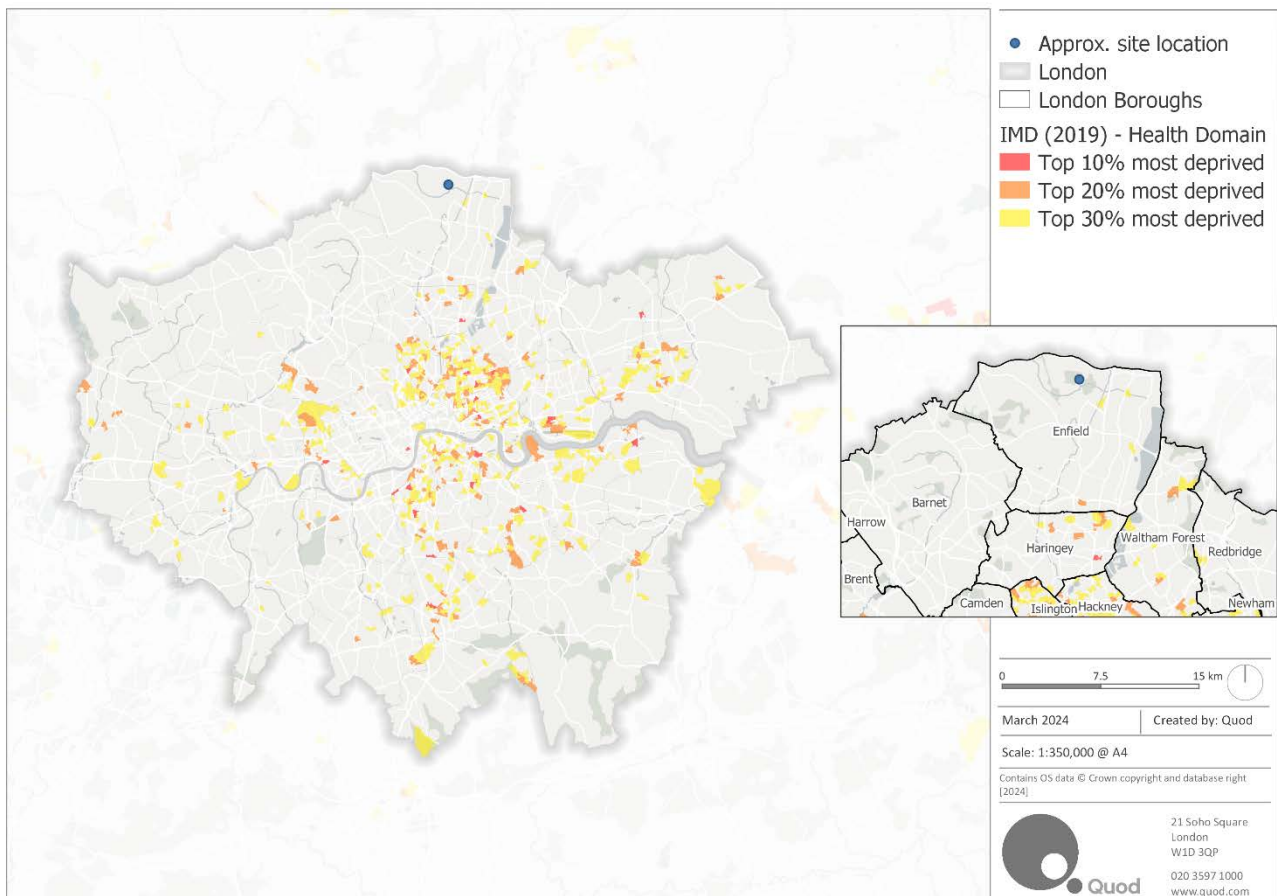 Approx. site location
London
London Boroughs
IMD (2019) - Health Domain
Top 10% most deprived
Top 20% most deprived
Top 30% most deprived
Enfield
Barnet
Harrow
Haringey
Waltham Forest
Redbridge
Brent
Camden
Islington
Hackney
Newham
0 7.5 15 km
March 2024
Created by: Quod
Scale: 1:350,000 @ A4
Contains OS data © Crown copyright and database right
[2024]
21 Soho Square
London
W1D 3QP
020 3597 1000
www.quod.com
Quod